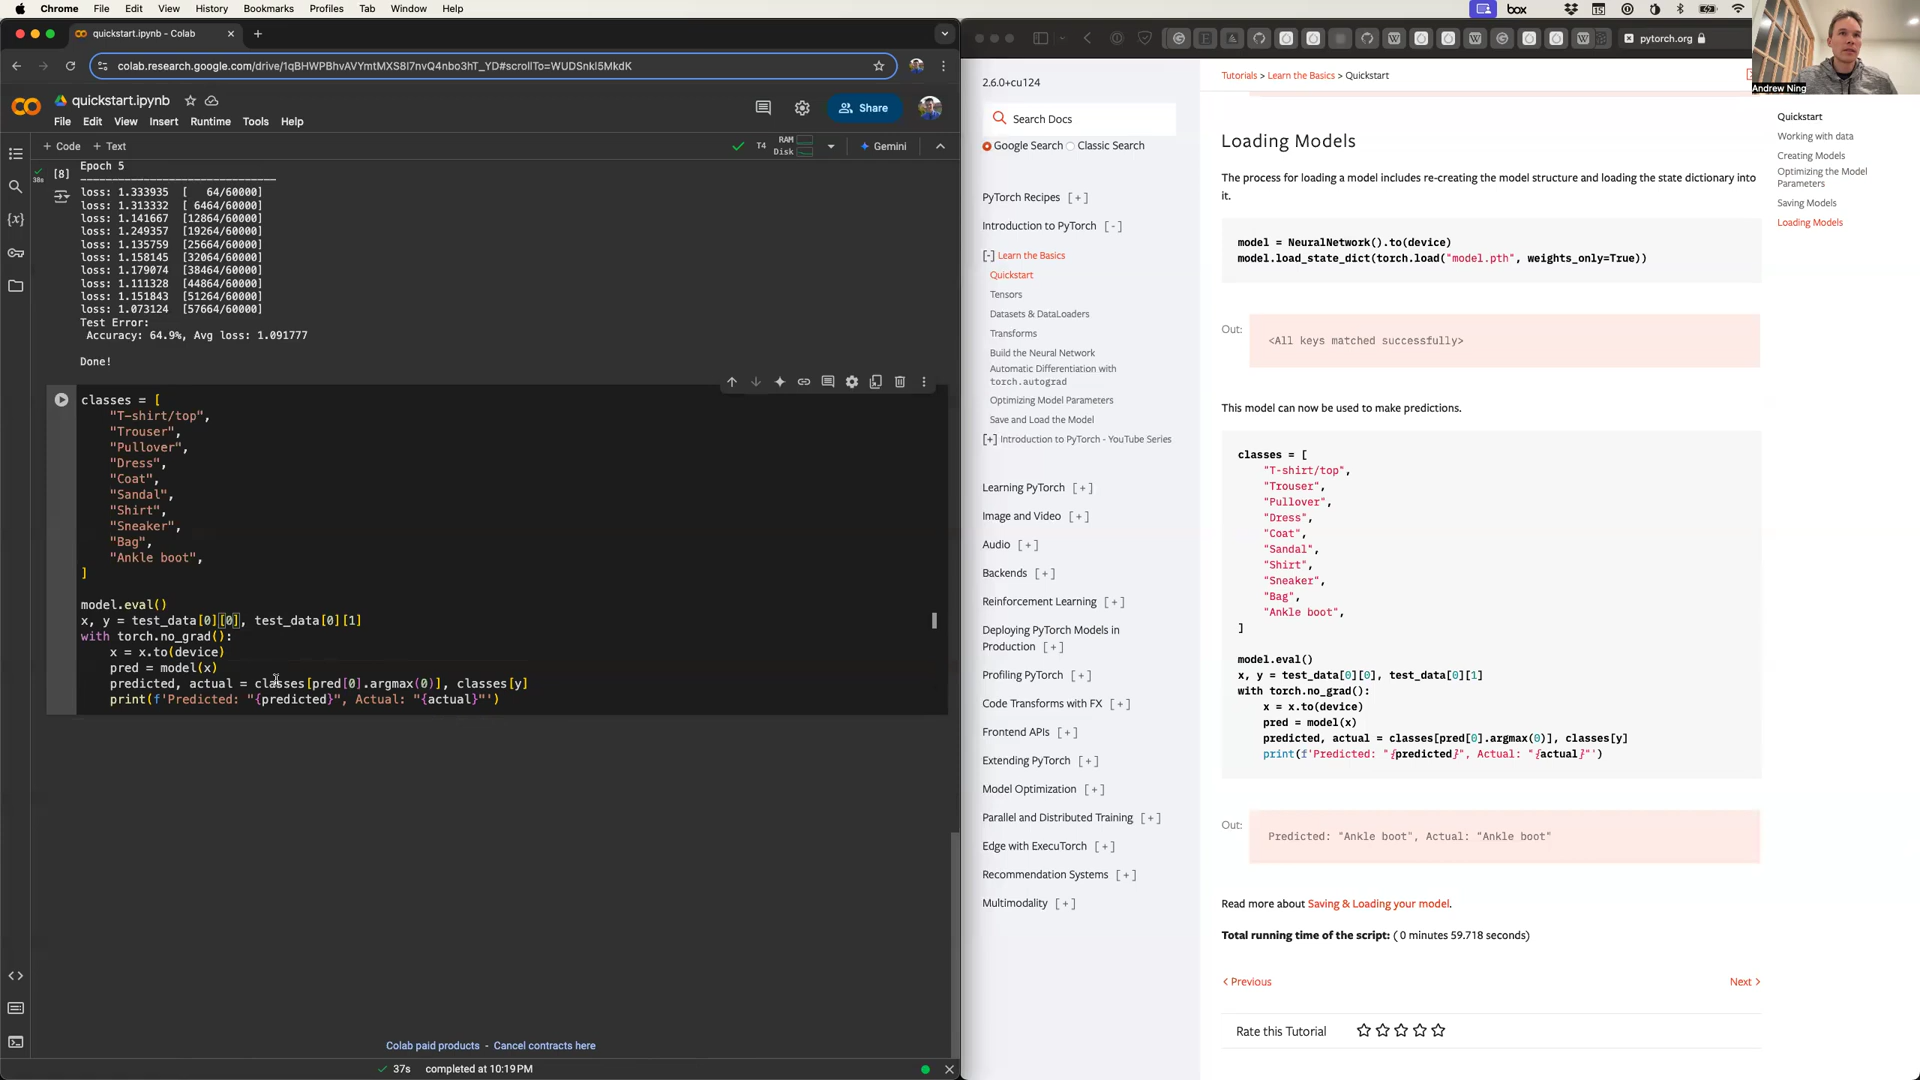 Chrome File Edit View History Bookmarks Profiles Tab Window Help
box
quickstart.ipynb - Colab
colab.research.google.com/drive/1qBHWPBhvAVYmtMXS8I7nvQ4nbo3hT_YD#scrollTo=WUDSnkI5MkdK
quickstart.ipynb
Share
File Edit View Insert Runtime Tools Help
+ Code + Text
T4 RAM Disk
Gemini
[8]
38s
Epoch 5
-------------------------------
loss: 1.333935 [ 64/60000]
loss: 1.313332 [ 6464/60000]
loss: 1.141667 [12864/60000]
loss: 1.249357 [19264/60000]
loss: 1.135759 [25664/60000]
loss: 1.158145 [32064/60000]
loss: 1.179074 [38464/60000]
loss: 1.111328 [44864/60000]
loss: 1.151843 [51264/60000]
loss: 1.073124 [57664/60000]
Test Error:
Accuracy: 64.9%, Avg loss: 1.091777
Done!
classes = [
"T-shirt/top",
"Trouser",
"Pullover",
"Dress",
"Coat",
"Sandal",
"Shirt",
"Sneaker",
"Bag",
"Ankle boot",
]
model.eval()
x, y = test_data[0][0], test_data[0][1]
with torch.no_grad():
x = x.to(device)
pred = model(x)
predicted, actual = classes[pred[0].argmax(0)], classes[y]
print(f'Predicted: "{predicted}", Actual: "{actual}"')
Colab paid products - Cancel contracts here
37s completed at 10:19 PM
pytorch.org
Andrew Ning
2.6.0+cu124
Search Docs
Google Search Classic Search
PyTorch Recipes [ + ]
Introduction to PyTorch [ - ]
[-] Learn the Basics
Quickstart
Tensors
Datasets & DataLoaders
Transforms
Build the Neural Network
Automatic Differentiation with
torch.autograd
Optimizing Model Parameters
Save and Load the Model
[+] Introduction to PyTorch - YouTube Series
Learning PyTorch [ + ]
Image and Video [ + ]
Audio [ + ]
Backends [ + ]
Reinforcement Learning [ + ]
Deploying PyTorch Models in
Production [ + ]
Profiling PyTorch [ + ]
Code Transforms with FX [ + ]
Frontend APIs [ + ]
Extending PyTorch [ + ]
Model Optimization [ + ]
Parallel and Distributed Training [ + ]
Edge with ExecuTorch [ + ]
Recommendation Systems [ + ]
Multimodality [ + ]
Tutorials > Learn the Basics > Quickstart
Loading Models
The process for loading a model includes re-creating the model structure and loading the state dictionary into
it.
model = NeuralNetwork().to(device)
model.load_state_dict(torch.load("model.pth", weights_only=True))
Out:
<All keys matched successfully>
This model can now be used to make predictions.
classes = [
"T-shirt/top",
"Trouser",
"Pullover",
"Dress",
"Coat",
"Sandal",
"Shirt",
"Sneaker",
"Bag",
"Ankle boot",
]
model.eval()
x, y = test_data[0][0], test_data[0][1]
with torch.no_grad():
x = x.to(device)
pred = model(x)
predicted, actual = classes[pred[0].argmax(0)], classes[y]
print(f'Predicted: "{predicted}", Actual: "{actual}"')
Out:
Predicted: "Ankle boot", Actual: "Ankle boot"
Read more about Saving & Loading your model.
Total running time of the script: ( 0 minutes 59.718 seconds)
< Previous
Next >
Rate this Tutorial
Quickstart
Working with data
Creating Models
Optimizing the Model
Parameters
Saving Models
Loading Models